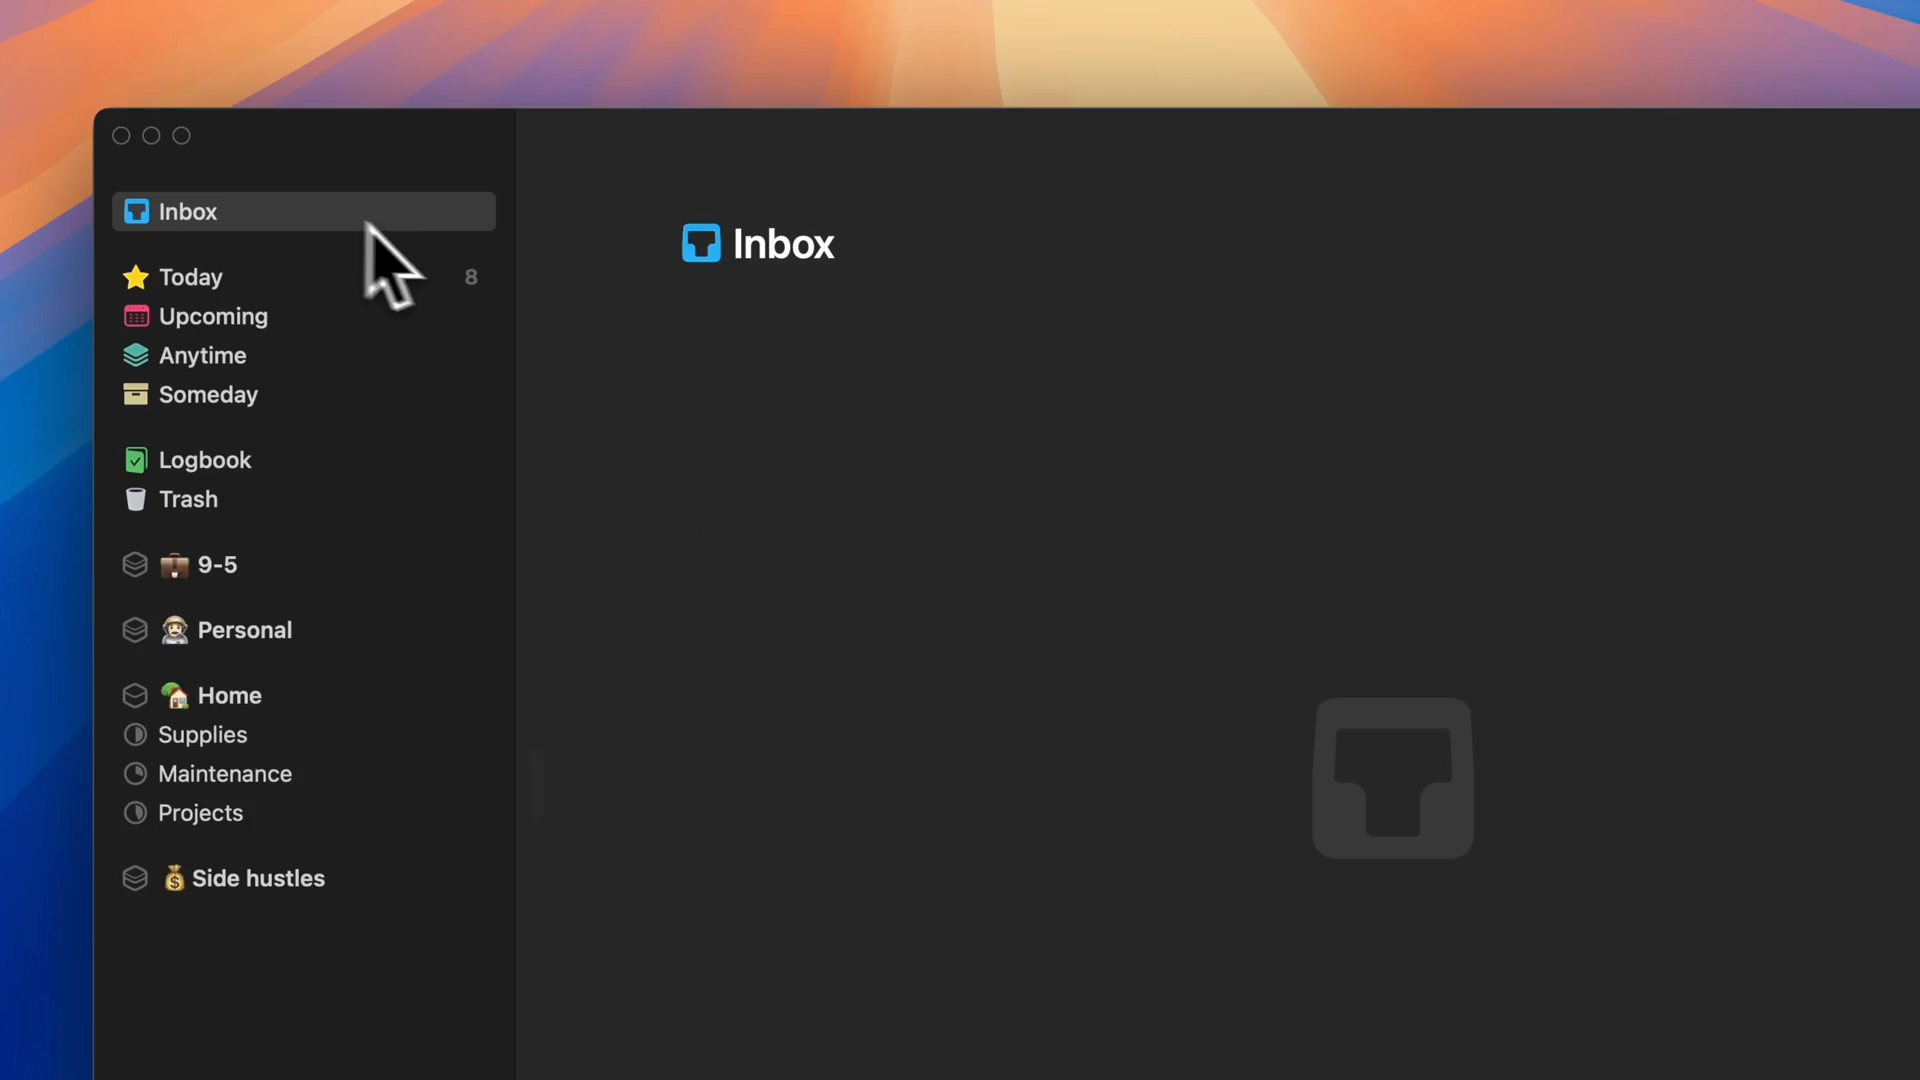 Inbox
Today 8
Upcoming
Anytime
Someday
Logbook
Trash
9-5
Personal
Home
Supplies
Maintenance
Projects
Side hustles
Inbox